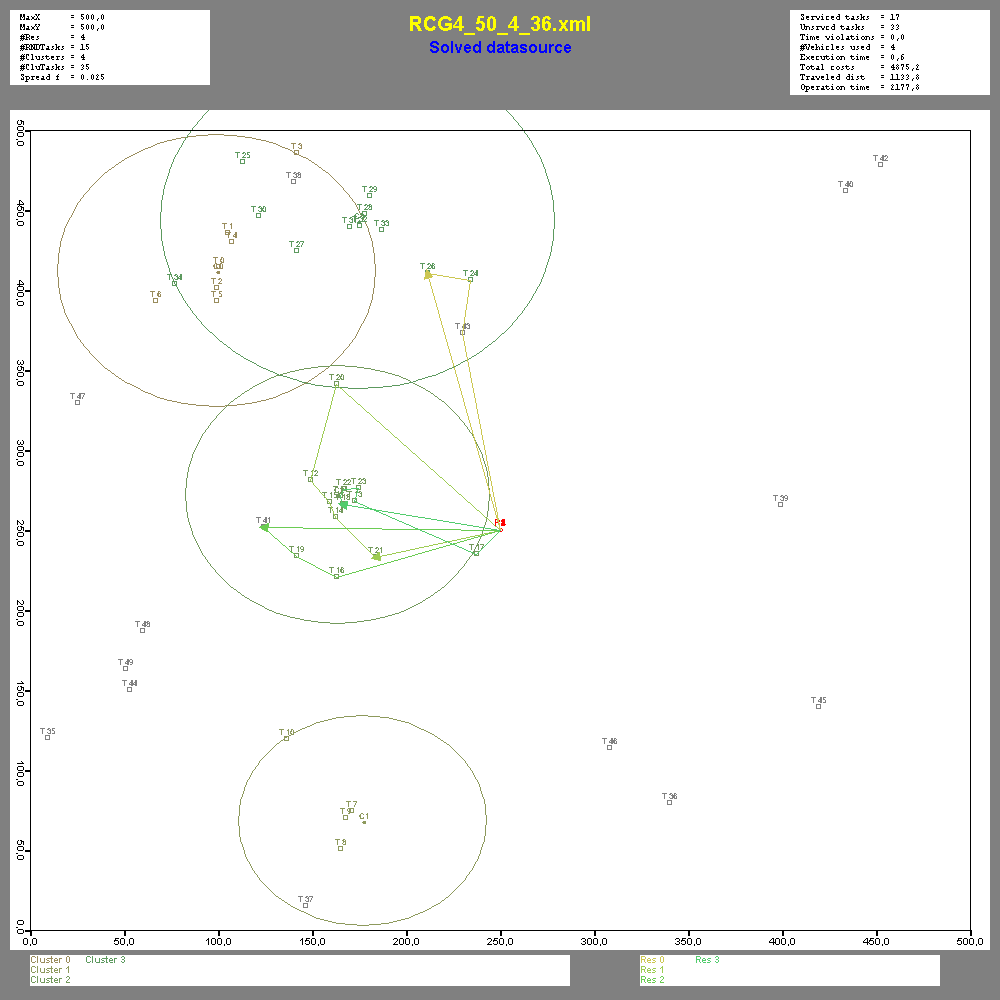 MaxX = 500,0
MaxY = 500,0
#Res = 4
#RNDTasks = 15
#Clusters = 4
#CluTasks = 35
Spread f = 0.025
RCG4_50_4_36.xml
Solved datasource
Serviced tasks = 17
Unsrvcd tasks = 33
Time violations = 0,0
#Vehicles used = 4
Execution time = 0,6
Total costs = 4875,2
Traveled dist = 1133,8
Operation time = 2177,8
500,0
450,0
400,0
350,0
300,0
250,0
200,0
150,0
100,0
50,0
0,0
T 3
T 42
T 25
T 38
T 40
T 29
T 28
T 30
T 33
T 1
T 4
T 27
T 0
T 26
T 24
T 34
T 2
T 6
T 5
T 43
T 20
T 47
T 12
T 22
T 23
T 13
T 39
T 14
T 41
T 21
T 17
T 19
T 16
T 48
T 49
T 44
T 45
T 35
T 10
T 46
T 36
T 7
T 9
C1
T 8
T 37
0,0
50,0
100,0
150,0
200,0
250,0
300,0
350,0
400,0
450,0
500,0
Cluster 0
Cluster 3
Cluster 1
Cluster 2
Res 0
Res 3
Res 1
Res 2